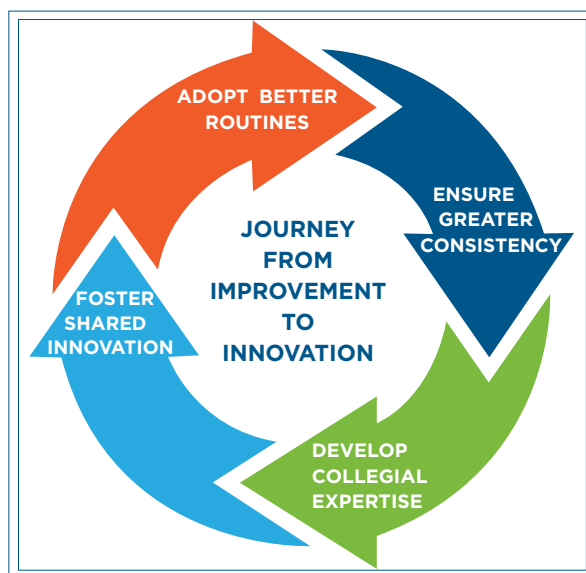 ADOPT BETTER
ROUTINES
ENSURE
GREATER
CONSISTENCY
DEVELOP
COLLEGIAL
EXPERTISE
FOSTER
SHARED
INNOVATION
JOURNEY
FROM
IMPROVEMENT
TO
INNOVATION